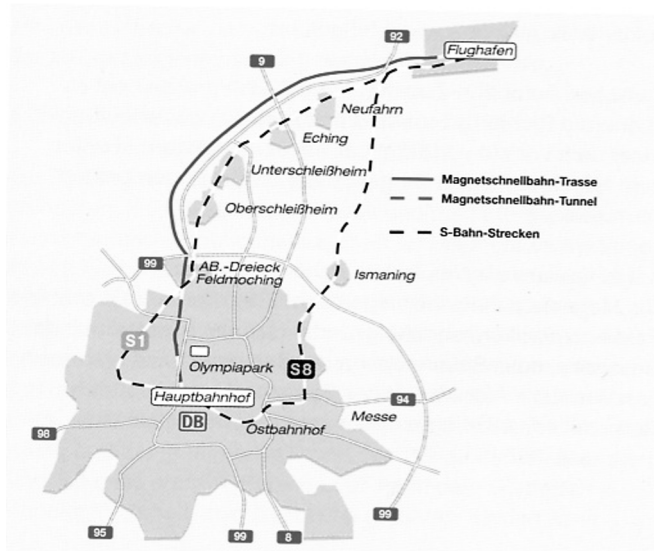 92
Flughafen
9
Neufahrn
Eching
Unterschleißheim
Magnetschnellbahn-Trasse
Magnetschnellbahn-Tunnel
Oberschleißheim
S-Bahn-Strecken
99
AB.-Dreieck
Feldmoching
Ismaning
S1
Olympiapark
S8
Hauptbahnhof
94
Messe
DB
Ostbahnhof
98
99
95
99
8